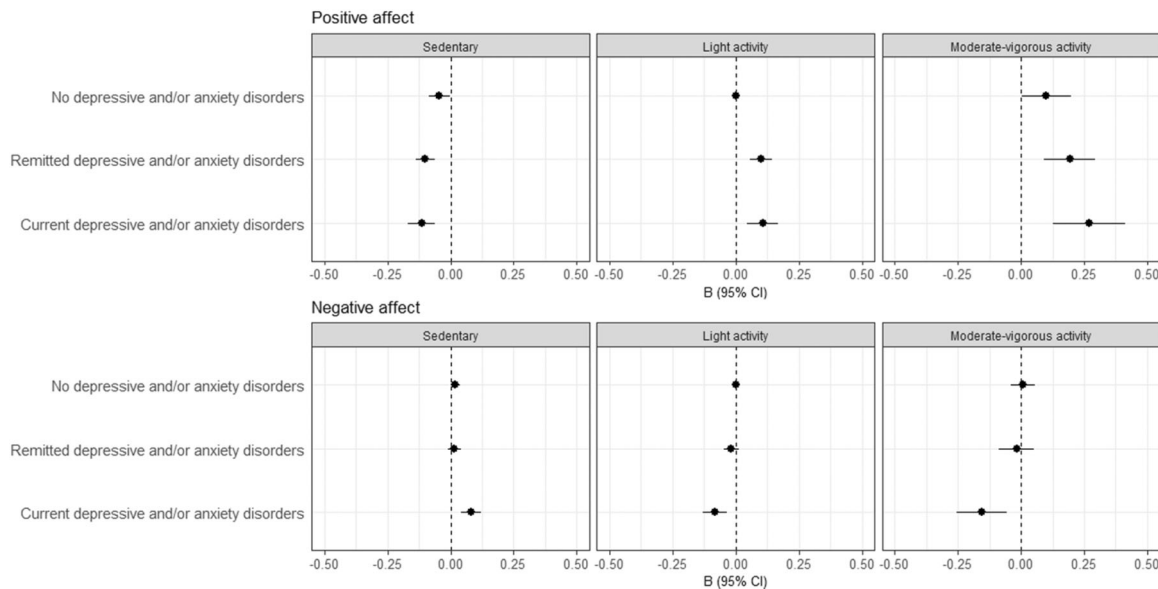 Positive affect
Sedentary Light activity Moderate-vigorous activity
No depressive and/or anxiety disorders
Remitted depressive and/or anxiety disorders
Current depressive and/or anxiety disorders
-0.50 -0.25 0.00 0.25 0.50 -0.50 -0.25 0.00 0.25 0.50 -0.50 -0.25 0.00 0.25 0.50
B (95% CI)
Negative affect
Sedentary Light activity Moderate-vigorous activity
No depressive and/or anxiety disorders
Remitted depressive and/or anxiety disorders
Current depressive and/or anxiety disorders
-0.50 -0.25 0.00 0.25 0.50 -0.50 -0.25 0.00 0.25 0.50 -0.50 -0.25 0.00 0.25 0.50
B (95% CI)